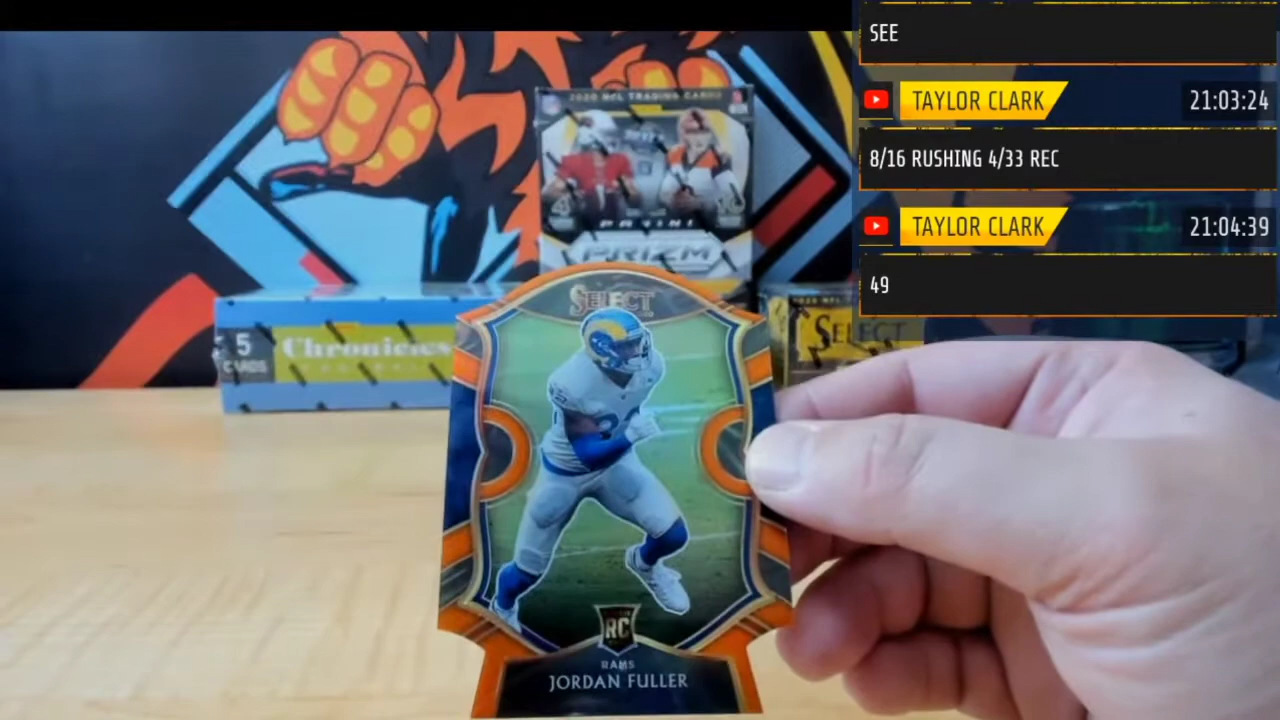 SEE
TAYLOR CLARK
21:03:24
8/16 RUSHING 4/33 REC
TAYLOR CLARK
21:04:39
49
2020 NFL TRADING CARDS
PANINI
PRIZM
5
CARDS
Chronicles
SELECT
SELECT
RC
RAMS
JORDAN FULLER